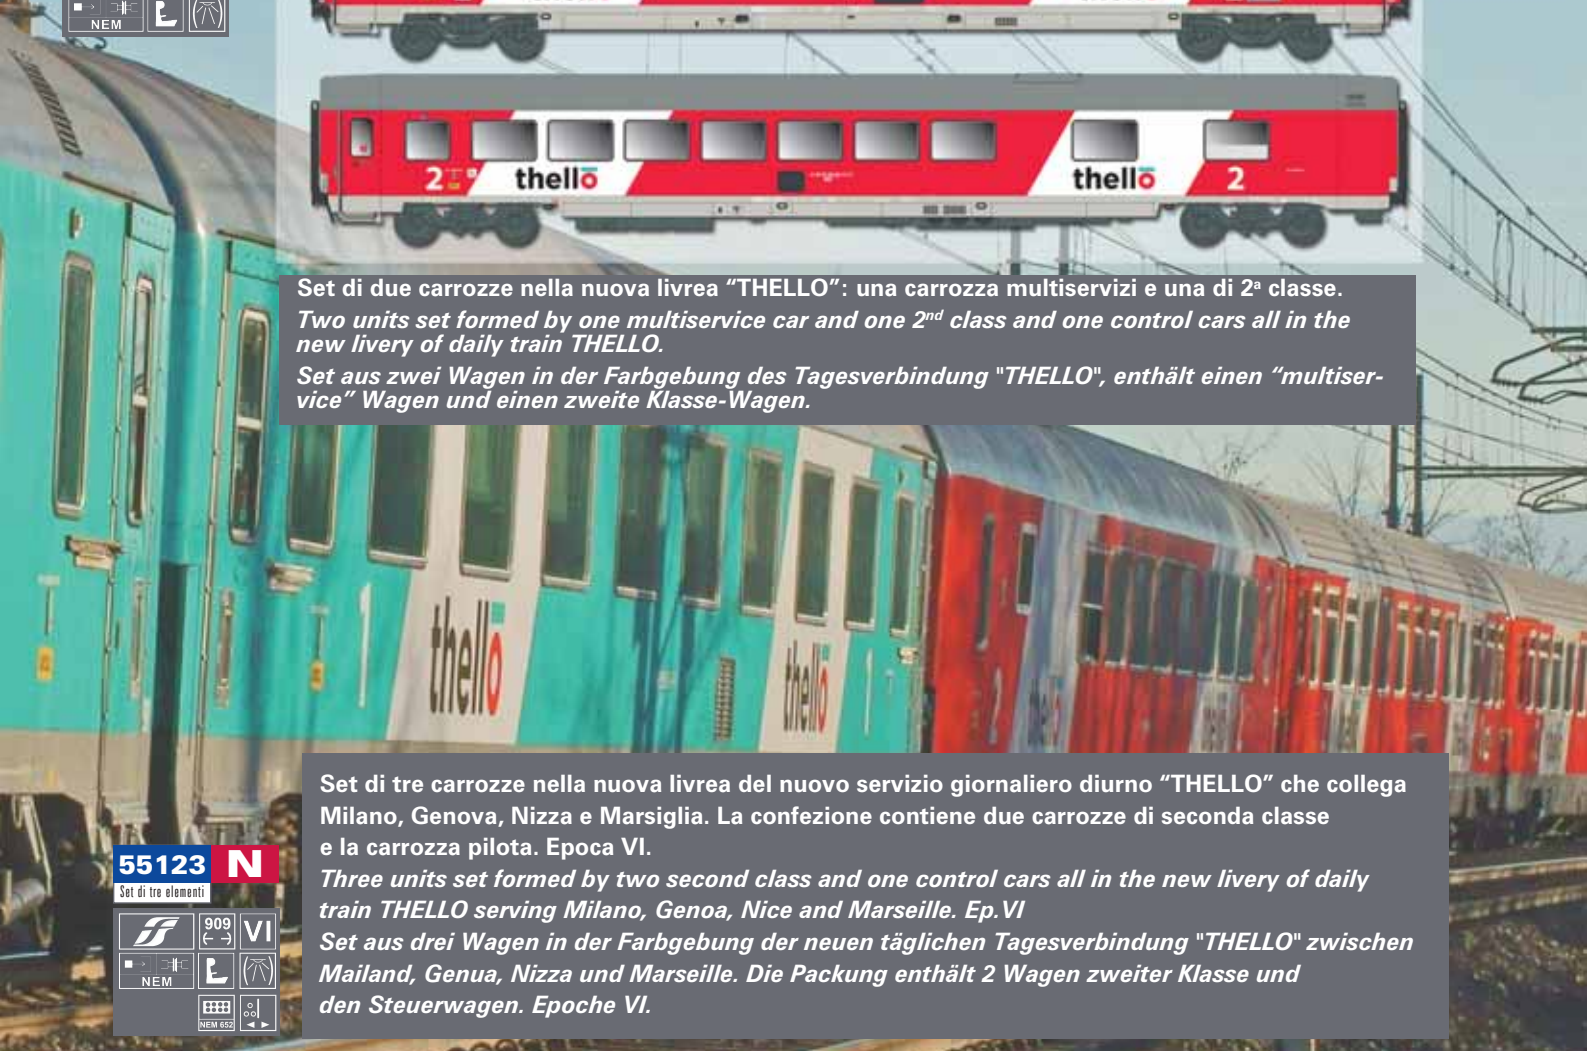 NEM
2 thellō thellō 2
Set di due carrozze nella nuova livrea “THELLO”: una carrozza multiservizi e una di 2ª classe.
Two units set formed by one multiservice car and one 2nd class and one control cars all in the
new livery of daily train THELLO.
Set aus zwei Wagen in der Farbgebung des Tagesverbindung "THELLO", enthält einen “multiser-
vice” Wagen und einen zweite Klasse-Wagen.
1 thellō thellō 1
2 thellō
Set di tre carrozze nella nuova livrea del nuovo servizio giornaliero diurno “THELLO” che collega
Milano, Genova, Nizza e Marsiglia. La confezione contiene due carrozze di seconda classe
e la carrozza pilota. Epoca VI.
Three units set formed by two second class and one control cars all in the new livery of daily
train THELLO serving Milano, Genoa, Nice and Marseille. Ep.VI
Set aus drei Wagen in der Farbgebung der neuen täglichen Tagesverbindung "THELLO" zwischen
Mailand, Genua, Nizza und Marseille. Die Packung enthält 2 Wagen zweiter Klasse und
den Steuerwagen. Epoche VI.
55123 N
Set di tre elementi
FS 909 VI
NEM
NEM 652